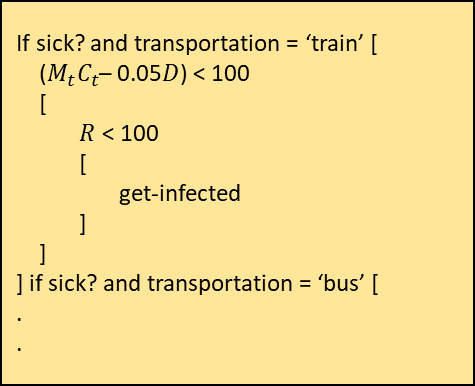 If sick? and transportation = ‘train’ [
(MₜCₜ– 0.05D) < 100
[
R < 100
[
get-infected
]
]
] if sick? and transportation = ‘bus’ [
.
.